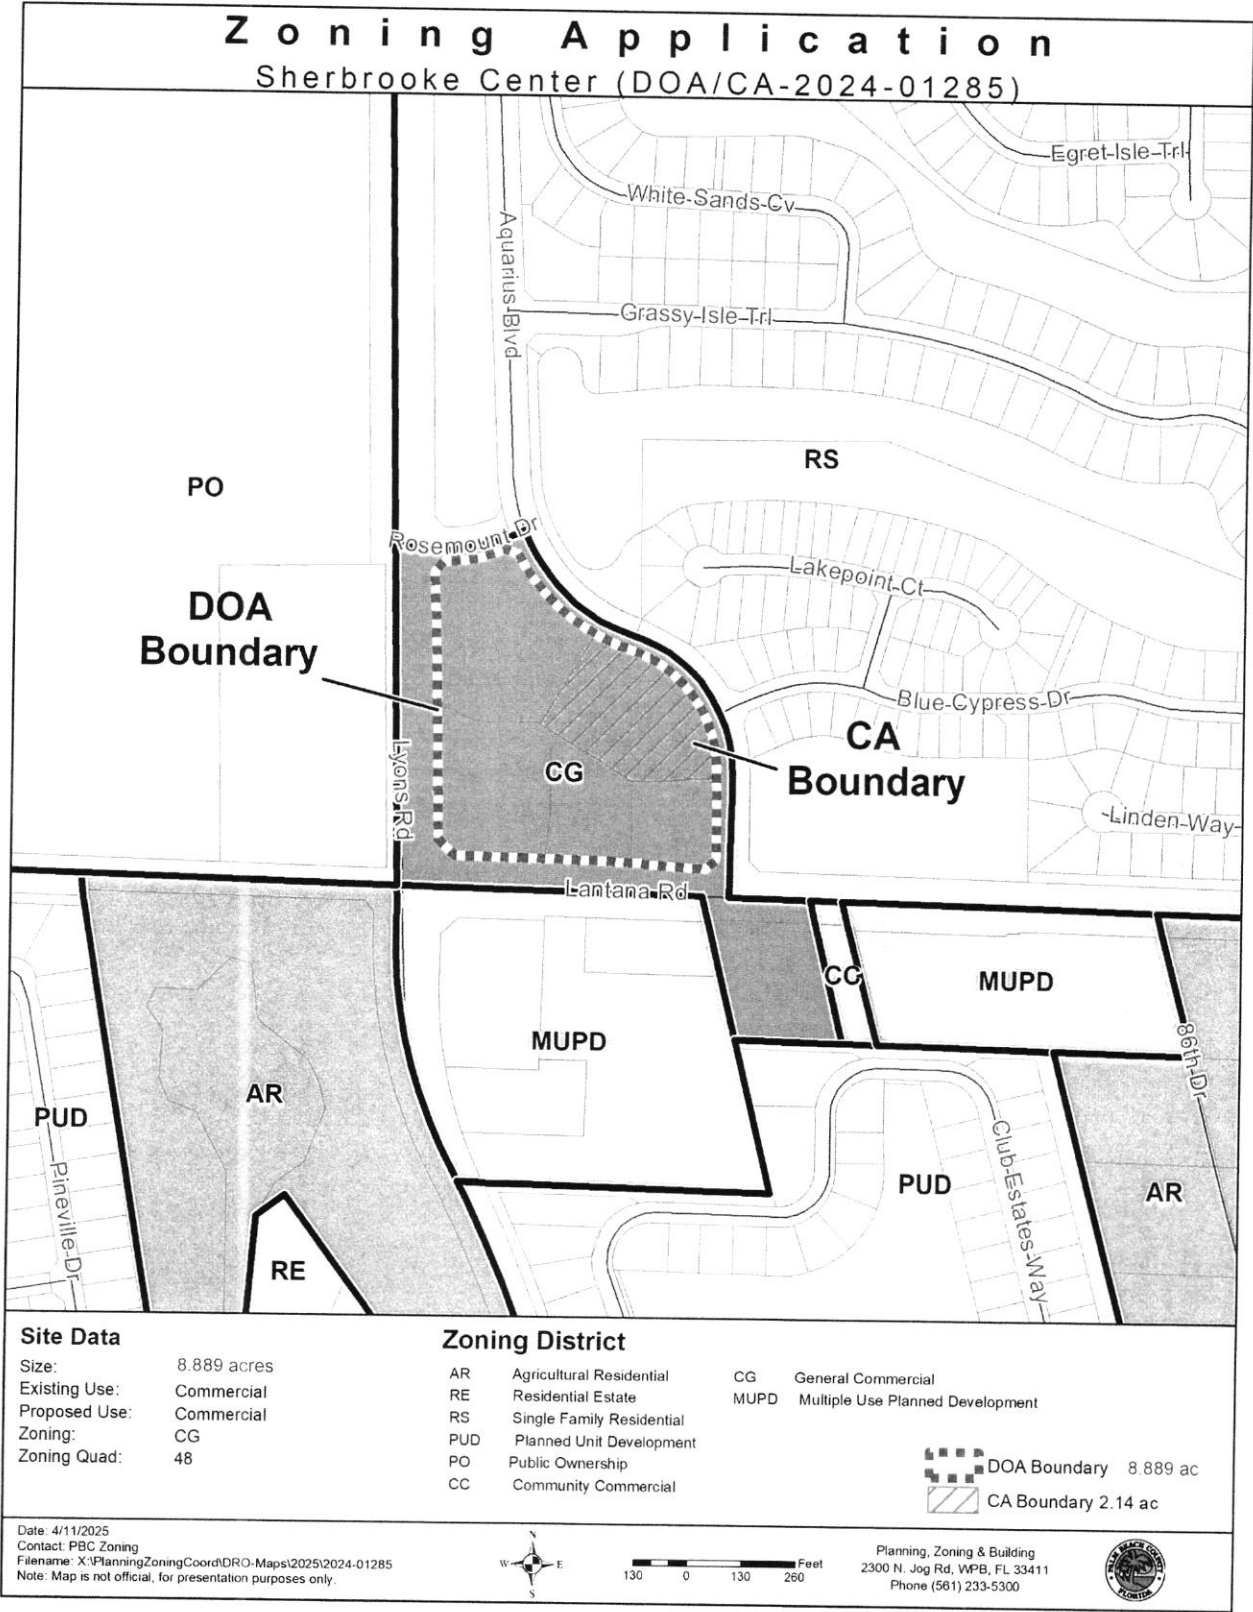 Zoning Application
Sherbrooke Center (DOA/CA-2024-01285)
Egret-Isle-Trl
White-Sands-Cv
Aquarius-Blvd
Grassy-Isle-Trl
RS
PO
Rosemount-Dr
Lakepoint-Ct
DOA
Boundary
Blue-Cypress-Dr
CA
Boundary
CG
Lyons-Rd
Linden-Way
Lantana Rd
CC
MUPD
MUPD
86th-Dr
AR
PUD
Pineville-Dr
Club-Estates-Way
PUD
AR
RE
Site Data
Size: 8.889 acres
Existing Use: Commercial
Proposed Use: Commercial
Zoning: CG
Zoning Quad: 48
Zoning District
AR Agricultural Residential
RE Residential Estate
RS Single Family Residential
PUD Planned Unit Development
PO Public Ownership
CC Community Commercial
CG General Commercial
MUPD Multiple Use Planned Development
DOA Boundary 8.889 ac
CA Boundary 2.14 ac
Date: 4/11/2025
Contact: PBC Zoning
Filename: X:\PlanningZoningCoord\DRO-Maps\2025\2024-01285
Note: Map is not official, for presentation purposes only.
N
W E
S
Feet
130 0 130 260
Planning, Zoning & Building
2300 N. Jog Rd, WPB, FL 33411
Phone (561) 233-5300
PALM BEACH COUNTY
FLORIDA